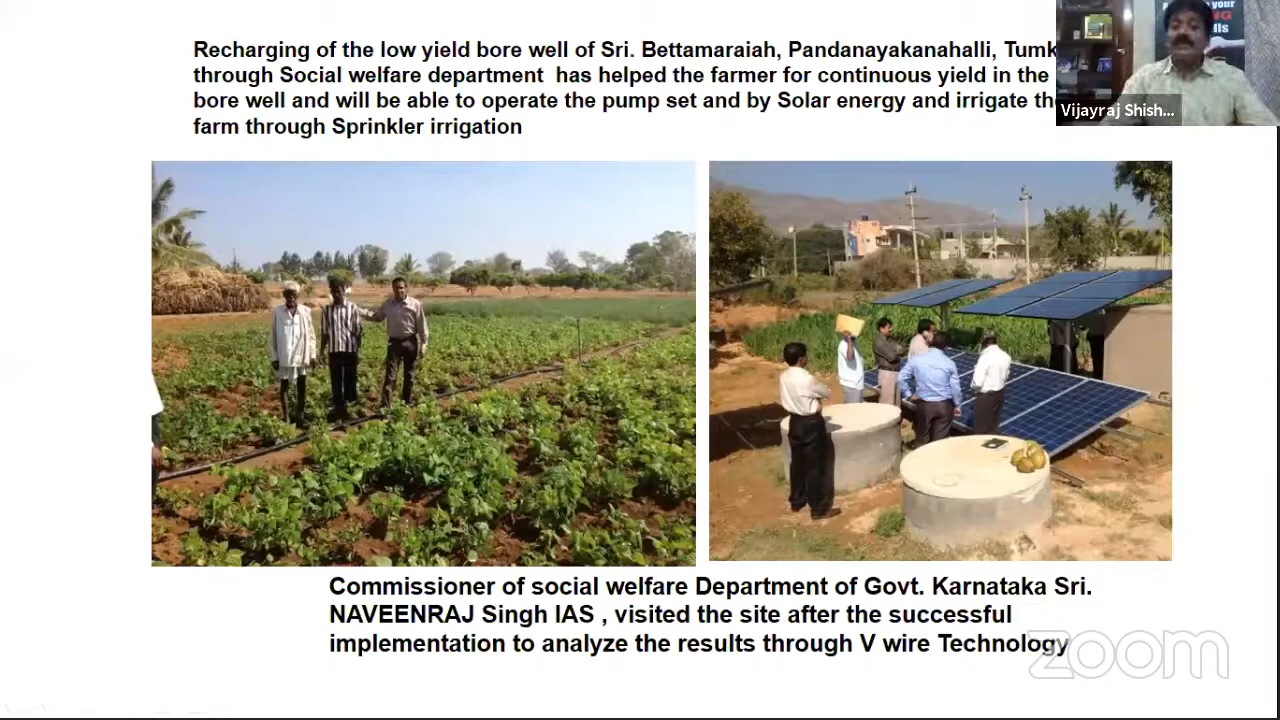 Recharging of the low yield bore well of Sri. Bettamaraiah, Pandanayakanahalli, Tumk
through Social welfare department has helped the farmer for continuous yield in the
bore well and will be able to operate the pump set and by Solar energy and irrigate the
farm through Sprinkler irrigation
Vijayraj Shish...
Commissioner of social welfare Department of Govt. Karnataka Sri.
NAVEENRAJ Singh IAS , visited the site after the successful
implementation to analyze the results through V wire Technology
zoom